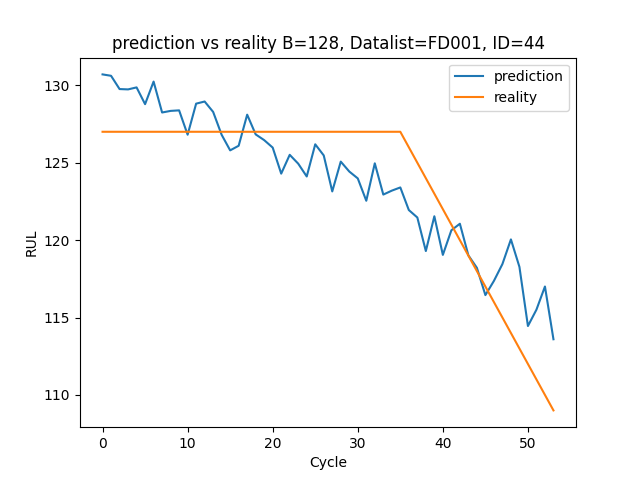 prediction vs reality B=128, Datalist=FD001, ID=44
prediction
reality
RUL
130
125
120
115
110
0 10 20 30 40 50
Cycle